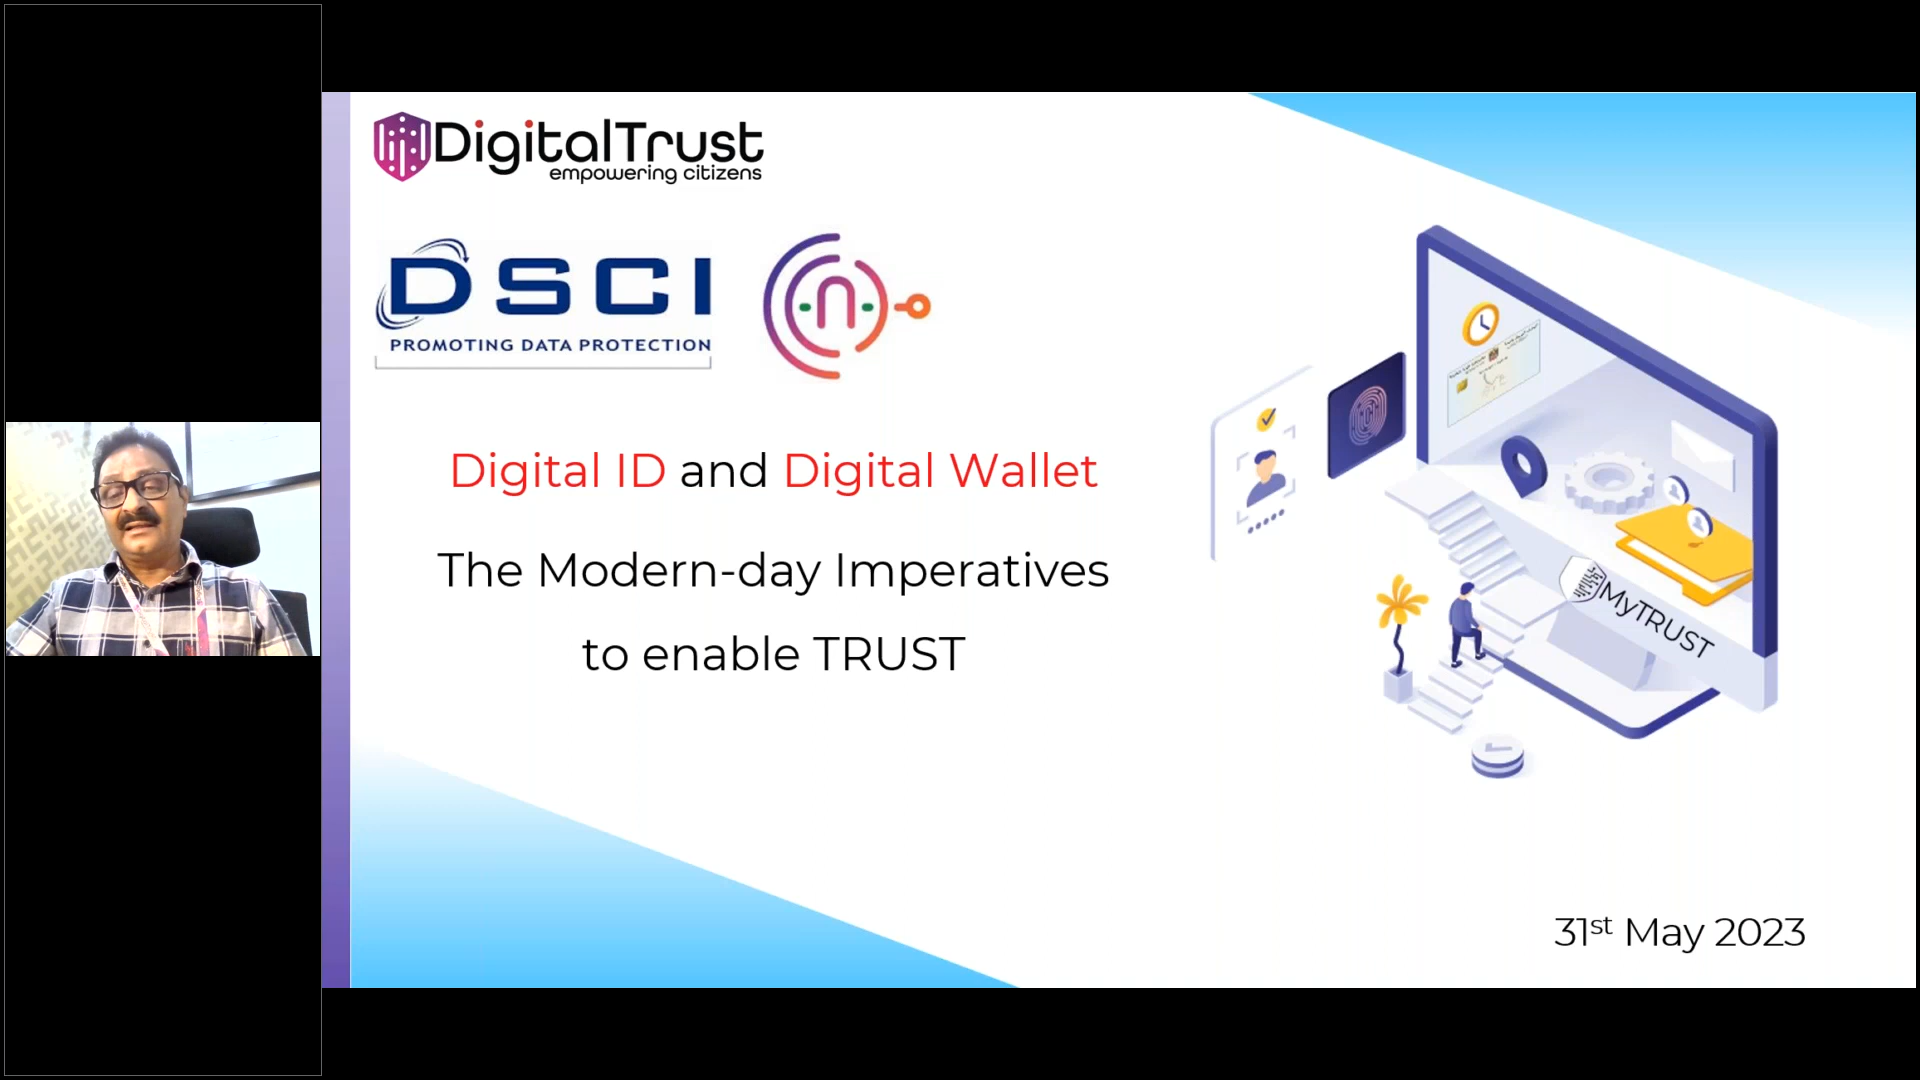 DigitalTrust
empowering citizens
DSCI
PROMOTING DATA PROTECTION
n
Digital ID and Digital Wallet
The Modern-day Imperatives
to enable TRUST
MyTRUST
31st May 2023